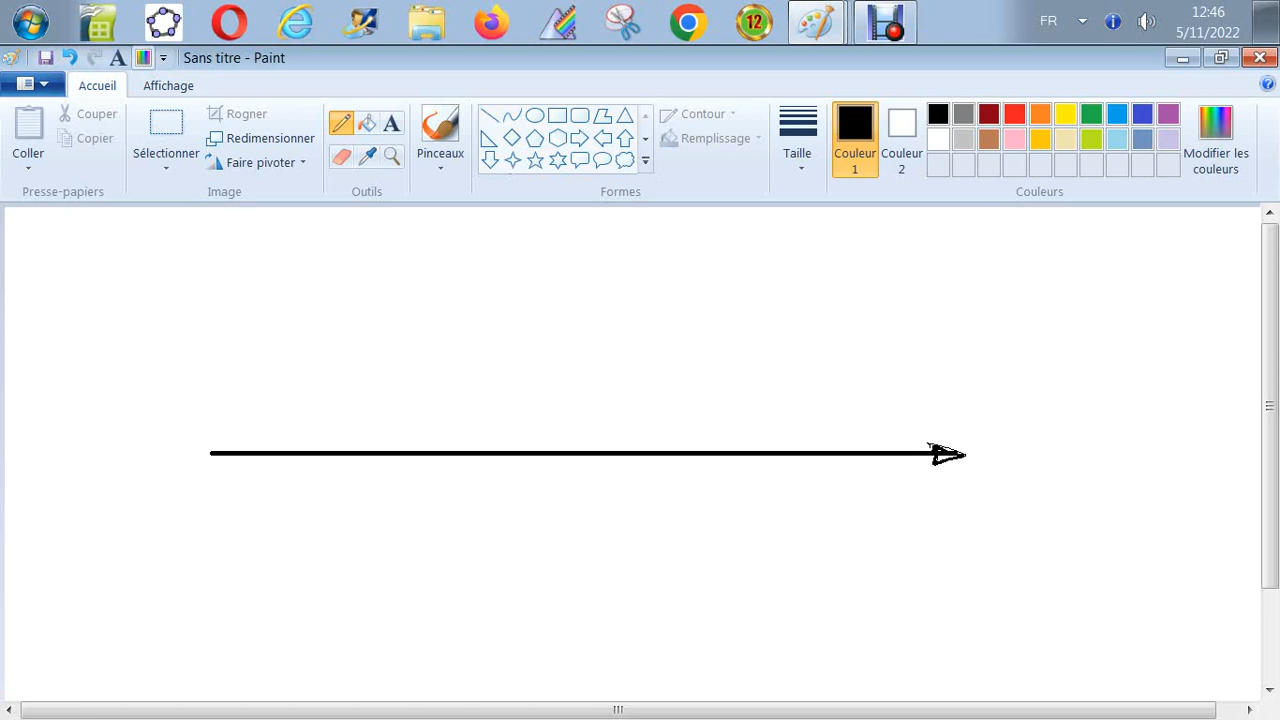 12
FR
12:46
5/11/2022
Sans titre - Paint
Accueil
Affichage
Coller
Couper
Copier
Presse-papiers
Sélectionner
Rogner
Redimensionner
Faire pivoter
Image
A
Outils
Pinceaux
Formes
Contour
Remplissage
Taille
Couleur
1
Couleur
2
Couleurs
Modifier les
couleurs